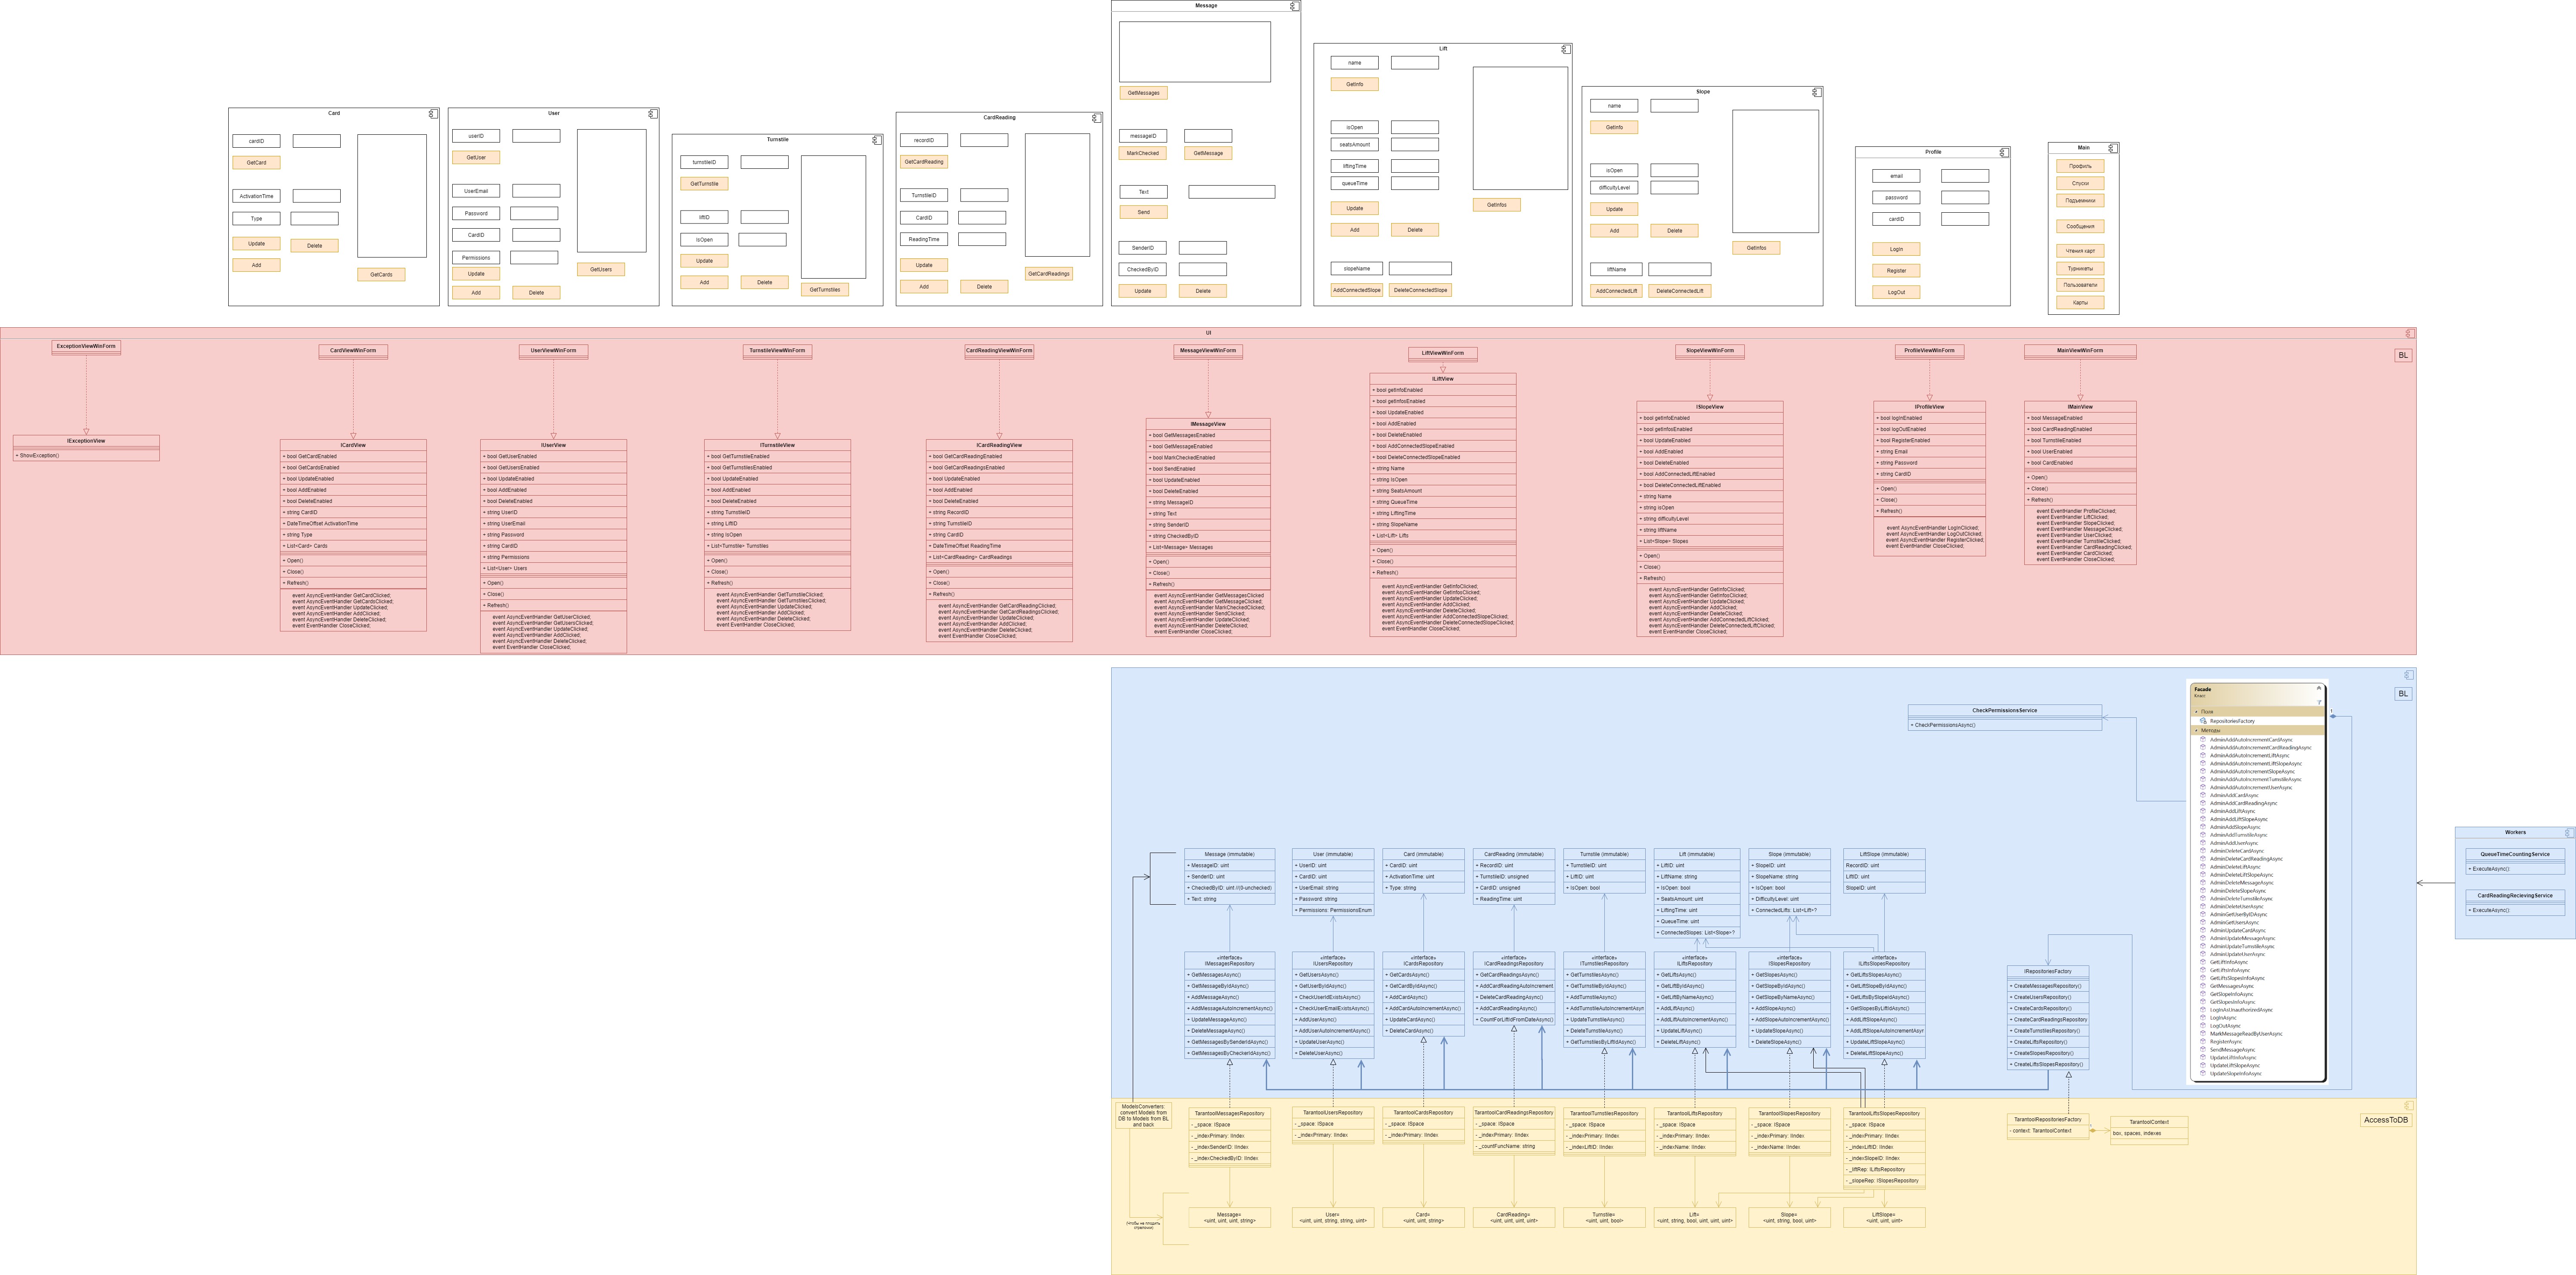 Message
GetMessages
messageID
MarkChecked
GetMessage
Text
Send
SenderID
CheckedByID
Update
Delete
Lift
name
GetInfo
isOpen
seatsAmount
liftingTime
queueTime
Update
Add
Delete
GetInfos
slopeName
AddConnectedSlope
DeleteConnectedSlope
Slope
name
GetInfo
isOpen
difficultyLevel
Update
Add
Delete
GetInfos
liftName
AddConnectedLift
DeleteConnectedLift
Card
cardID
GetCard
ActivationTime
Type
Update
Delete
Add
GetCards
User
userID
GetUser
UserEmail
Password
CardID
Permissions
Update
Add
Delete
GetUsers
Turnstile
turnstileID
GetTurnstile
liftID
IsOpen
Update
Add
Delete
GetTurnstiles
CardReading
recordID
GetCardReading
TurnstileID
CardID
ReadingTime
Update
Add
Delete
GetCardReadings
Profile
email
password
cardID
Login
Register
LogOut
Main
Профиль
Спуски
Подъемники
Сообщения
Чтения карт
Турникеты
Пользователи
Карты
UI
BL
ExceptionViewWinForm
CardViewWinForm
UserViewWinForm
TurnstileViewWinForm
CardReadingViewWinForm
MessageViewWinForm
LiftViewWinForm
SlopeViewWinForm
ProfileViewWinForm
MainViewWinForm
IExceptionView
+ ShowException()
ICardView
+ bool GetCardEnabled
+ bool GetCardsEnabled
+ bool UpdateEnabled
+ bool AddEnabled
+ bool DeleteEnabled
+ string CardID
+ DateTimeOffset ActivationTime
+ string Type
+ List<Card> Cards
+ Open()
+ Close()
+ Refresh()
event AsyncEventHandler GetCardClicked;
event AsyncEventHandler GetCardsClicked;
event AsyncEventHandler UpdateClicked;
event AsyncEventHandler AddClicked;
event AsyncEventHandler DeleteClicked;
event EventHandler CloseClicked;
IUserView
+ bool GetUserEnabled
+ bool GetUsersEnabled
+ bool UpdateEnabled
+ bool AddEnabled
+ bool DeleteEnabled
+ string UserID
+ string UserEmail
+ string Password
+ string CardID
+ string Permissions
+ List<User> Users
+ Open()
+ Close()
+ Refresh()
event AsyncEventHandler GetUserClicked;
event AsyncEventHandler GetUsersClicked;
event AsyncEventHandler UpdateClicked;
event AsyncEventHandler AddClicked;
event AsyncEventHandler DeleteClicked;
event EventHandler CloseClicked;
ITurnstileView
+ bool GetTurnstileEnabled
+ bool GetTurnstilesEnabled
+ bool UpdateEnabled
+ bool AddEnabled
+ bool DeleteEnabled
+ string TurnstileID
+ string LiftID
+ string IsOpen
+ List<Turnstile> Turnstiles
+ Open()
+ Close()
+ Refresh()
event AsyncEventHandler GetTurnstileClicked;
event AsyncEventHandler GetTurnstilesClicked;
event AsyncEventHandler UpdateClicked;
event AsyncEventHandler AddClicked;
event AsyncEventHandler DeleteClicked;
event EventHandler CloseClicked;
ICardReadingView
+ bool GetCardReadingEnabled
+ bool GetCardReadingsEnabled
+ bool UpdateEnabled
+ bool AddEnabled
+ bool DeleteEnabled
+ string RecordID
+ string TurnstileID
+ string CardID
+ DateTimeOffset ReadingTime
+ List<CardReading> CardReadings
+ Open()
+ Close()
+ Refresh()
event AsyncEventHandler GetCardReadingClicked;
event AsyncEventHandler GetCardReadingsClicked;
event AsyncEventHandler UpdateClicked;
event AsyncEventHandler AddClicked;
event AsyncEventHandler DeleteClicked;
event EventHandler CloseClicked;
IMessageView
+ bool GetMessagesEnabled
+ bool GetMessageEnabled
+ bool MarkCheckedEnabled
+ bool SendEnabled
+ bool UpdateEnabled
+ bool DeleteEnabled
+ string MessageID
+ string Text
+ string SenderID
+ string CheckedByID
+ List<Message> Messages
+ Open()
+ Close()
+ Refresh()
event AsyncEventHandler GetMessagesClicked
event AsyncEventHandler GetMessageClicked;
event AsyncEventHandler MarkCheckedClicked;
event AsyncEventHandler SendClicked;
event AsyncEventHandler UpdateClicked;
event AsyncEventHandler DeleteClicked;
event EventHandler CloseClicked;
ILiftView
+ bool getInfoEnabled
+ bool getInfosEnabled
+ bool UpdateEnabled
+ bool AddEnabled
+ bool DeleteEnabled
+ bool AddConnectedSlopeEnabled
+ bool DeleteConnectedSlopeEnabled
+ string Name
+ string IsOpen
+ string SeatsAmount
+ string QueueTime
+ string LiftingTime
+ string SlopeName
+ List<Lift> Lifts
+ Open()
+ Close()
+ Refresh()
event AsyncEventHandler GetInfoClicked;
event AsyncEventHandler GetInfosClicked;
event AsyncEventHandler UpdateClicked;
event AsyncEventHandler AddClicked;
event AsyncEventHandler DeleteClicked;
event AsyncEventHandler AddConnectedSlopeClicked;
event AsyncEventHandler DeleteConnectedSlopeClicked;
event EventHandler CloseClicked;
ISlopeView
+ bool getInfoEnabled
+ bool getInfosEnabled
+ bool UpdateEnabled
+ bool AddEnabled
+ bool DeleteEnabled
+ bool AddConnectedLiftEnabled
+ bool DeleteConnectedLiftEnabled
+ string Name
+ string isOpen
+ string difficultyLevel
+ string liftName
+ List<Slope> Slopes
+ Open()
+ Close()
+ Refresh()
event AsyncEventHandler GetInfoClicked;
event AsyncEventHandler GetInfosClicked;
event AsyncEventHandler UpdateClicked;
event AsyncEventHandler AddClicked;
event AsyncEventHandler DeleteClicked;
event AsyncEventHandler AddConnectedLiftClicked;
event AsyncEventHandler DeleteConnectedLiftClicked;
event EventHandler CloseClicked;
IProfileView
+ bool logInEnabled
+ bool logOutEnabled
+ bool RegisterEnabled
+ string Email
+ string Password
+ string CardID
+ Open()
+ Close()
+ Refresh()
event AsyncEventHandler LogInClicked;
event AsyncEventHandler LogOutClicked;
event AsyncEventHandler RegisterClicked;
event EventHandler CloseClicked;
IMainView
+ bool MessageEnabled
+ bool CardReadingEnabled
+ bool TurnstileEnabled
+ bool UserEnabled
+ bool CardEnabled
+ Open()
+ Close()
+ Refresh()
event EventHandler ProfileClicked;
event EventHandler LiftClicked;
event EventHandler SlopeClicked;
event EventHandler MessageClicked;
event EventHandler UserClicked;
event EventHandler TurnstileClicked;
event EventHandler CardReadingClicked;
event EventHandler CardClicked;
event EventHandler CloseClicked;
BL
CheckPermissionsService
+ CheckPermissionsAsync()
Facade
Класс
Поля
RepositoriesFactory
Методы
AdminAddAutoIncrementCardAsync
AdminAddAutoIncrementCardReadingAsync
AdminAddAutoIncrementLiftAsync
AdminAddAutoIncrementLiftSlopeAsync
AdminAddAutoIncrementSlopeAsync
AdminAddAutoIncrementTurnstileAsync
AdminAddAutoIncrementUserAsync
AdminAddCardAsync
AdminAddCardReadingAsync
AdminAddLiftAsync
AdminAddLiftSlopeAsync
AdminAddSlopeAsync
AdminAddTurnstileAsync
AdminAddUserAsync
AdminDeleteCardAsync
AdminDeleteCardReadingAsync
AdminDeleteLiftAsync
AdminDeleteLiftSlopeAsync
AdminDeleteMessageAsync
AdminDeleteSlopeAsync
AdminDeleteTurnstileAsync
AdminDeleteUserAsync
AdminGetUserByIDAsync
AdminGetUsersAsync
AdminUpdateCardAsync
AdminUpdateMessageAsync
AdminUpdateTurnstileAsync
AdminUpdateUserAsync
GetLiftInfoAsync
GetLiftsInfoAsync
GetLiftsSlopesInfoAsync
GetMessagesAsync
GetSlopeInfoAsync
GetSlopesInfoAsync
LogInAsUnauthorizedAsync
LogInAsync
LogOutAsync
MarkMessageReadByUserAsync
RegisterAsync
SendMessageAsync
UpdateLiftInfoAsync
UpdateLiftSlopeAsync
UpdateSlopeInfoAsync
1
Workers
QueueTimeCountingService
+ ExecuteAsync()
CardReadingRecievingService
+ ExecuteAsync()
Message (immutable)
+ MessageID: uint
+ SenderID: uint
+ CheckedByID: uint //(0-unchecked)
+ Text: string
User (immutable)
+ UserID: uint
+ CardID: uint
+ UserEmail: string
+ Password: string
+ Permissions: PermissionsEnum
Card (immutable)
+ CardID: uint
+ ActivationTime: uint
+ Type: string
CardReading (immutable)
+ RecordID: uint
+ TurnstileID: unsigned
+ CardID: unsigned
+ ReadingTime: uint
Turnstile (immutable)
+ TurnstileID: uint
+ LiftID: uint
+ IsOpen: bool
Lift (immutable)
+ LiftID: uint
+ LiftName: string
+ IsOpen: bool
+ SeatsAmount: uint
+ LiftingTime: uint
+ QueueTime: uint
+ ConnectedSlopes: List<Slope>?
Slope (immutable)
+ SlopeID: uint
+ SlopeName: string
+ IsOpen: bool
+ DifficultyLevel: uint
+ ConnectedLifts: List<Lift>?
LiftSlope (immutable)
RecordID: uint
LiftID: uint
SlopeID: uint
«interface»
IMessagesRepository
+ GetMessagesAsync()
+ GetMessageByIdAsync()
+ AddMessageAsync()
+ AddMessageAutoIncrementAsync()
+ UpdateMessageAsync()
+ DeleteMessageAsync()
+ GetMessagesBySenderIdAsync()
+ GetMessagesByCheckerIdAsync()
«interface»
IUsersRepository
+ GetUsersAsync()
+ GetUserByIdAsync()
+ CheckUserIdExistsAsync()
+ CheckUserEmailExistsAsync()
+ AddUserAsync()
+ AddUserAutoIncrementAsync()
+ UpdateUserAsync()
+ DeleteUserAsync()
«interface»
ICardsRepository
+ GetCardsAsync()
+ GetCardByIdAsync()
+ AddCardAsync()
+ AddCardAutoIncrementAsync()
+ UpdateCardAsync()
+ DeleteCardAsync()
«interface»
ICardReadingsRepository
+ GetCardReadingsAsync()
+ AddCardReadingAutoIncrement
+ DeleteCardReadingAsync()
+ AddCardReadingAsync()
+ CountForLiftIdFromDateAsync()
«interface»
ITurnstilesRepository
+ GetTurnstilesAsync()
+ GetTurnstileByIdAsync()
+ AddTurnstileAsync()
+ AddTurnstileAutoIncrementAsyn
+ UpdateTurnstileAsync()
+ DeleteTurnstileAsync()
+ GetTurnstilesByLiftIdAsync()
«interface»
ILiftsRepository
+ GetLiftsAsync()
+ GetLiftByIdAsync()
+ GetLiftByNameAsync()
+ AddLiftAsync()
+ AddLiftAutoIncrementAsync()
+ UpdateLiftAsync()
+ DeleteLiftAsync()
«interface»
ISlopesRepository
+ GetSlopesAsync()
+ GetSlopeByIdAsync()
+ GetSlopeByNameAsync()
+ AddSlopeAsync()
+ AddSlopeAutoIncrementAsync()
+ UpdateSlopeAsync()
+ DeleteSlopeAsync()
«interface»
ILiftsSlopesRepository
+ GetLiftsSlopesAsync()
+ GetLiftSlopeByIdAsync()
+ GetLiftsBySlopeIdAsync()
+ GetSlopesByLiftIdAsync()
+ AddLiftSlopeAsync()
+ AddLiftSlopeAutoIncrementAsyr
+ UpdateLiftSlopeAsync()
+ DeleteLiftSlopeAsync()
IRepositoriesFactory
+ CreateMessagesRepository()
+ CreateUsersRepository()
+ CreateCardsRepository()
+ CreateCardReadingsRepository
+ CreateTurnstilesRepository()
+ CreateLiftsRepository()
+ CreateSlopesRepository()
+ CreateLiftsSlopesRepository()
AccessToDB
ModelsConverters:
convert Models from
DB to Models from BL
and back
TarantoolMessagesRepository
- _space: ISpace
- _indexPrimary: IIndex
- _indexSenderID: IIndex
- _indexCheckedByID: IIndex
TarantoolUsersRepository
- _space: ISpace
- _indexPrimary: IIndex
TarantoolCardsRepository
- _space: ISpace
- _indexPrimary: IIndex
TarantoolCardReadingsRepository
- _space: ISpace
- _indexPrimary: IIndex
- _countFuncName: string
TarantoolTurnstilesRepository
- _space: ISpace
- _indexPrimary: IIndex
- _indexLiftID: IIndex
TarantoolLiftsRepository
- _space: ISpace
- _indexPrimary: IIndex
- _indexName: IIndex
TarantoolSlopesRepository
- _space: ISpace
- _indexPrimary: IIndex
- _indexName: IIndex
TarantoolLiftsSlopesRepository
- _space: ISpace
- _indexPrimary: IIndex
- _indexLiftID: IIndex
- _indexSlopeID: IIndex
- _liftRep: ILiftsRepository
- _slopeRep: ISlopesRepository
TarantoolRepositoriesFactory
- context: TarantoolContext
TarantoolContext
box, spaces, indexes
(Чтобы не плодить
стрелочки)
Message=
<uint, uint, uint, string>
User=
<uint, uint, string, string, uint>
Card=
<uint, uint, string>
CardReading=
<uint, uint, uint, uint>
Turnstile=
<uint, uint, bool>
Lift=
<uint, string, bool, uint, uint, uint>
Slope=
<uint, string, bool, uint>
LiftSlope=
<uint, uint, uint>